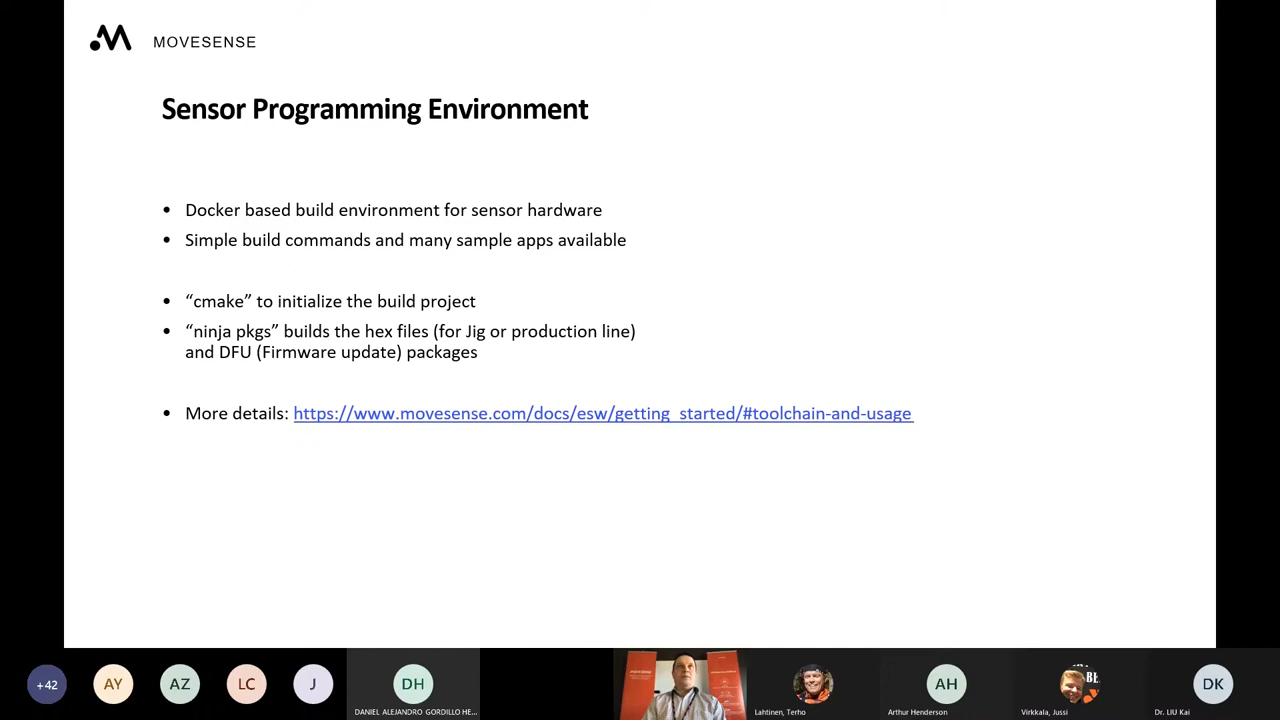 MOVESENSE
Sensor Programming Environment
• Docker based build environment for sensor hardware
• Simple build commands and many sample apps available
• “cmake” to initialize the build project
• “ninja pkgs” builds the hex files (for Jig or production line)
and DFU (Firmware update) packages
• More details: https://www.movesense.com/docs/esw/getting_started/#toolchain-and-usage
+42
AY
AZ
LC
J
DH
DANIEL ALEJANDRO GORDILLO HE...
Lahtinen, Terho
AH
Arthur Henderson
Virkkala, Jussi
DK
Dr. LIU Kai